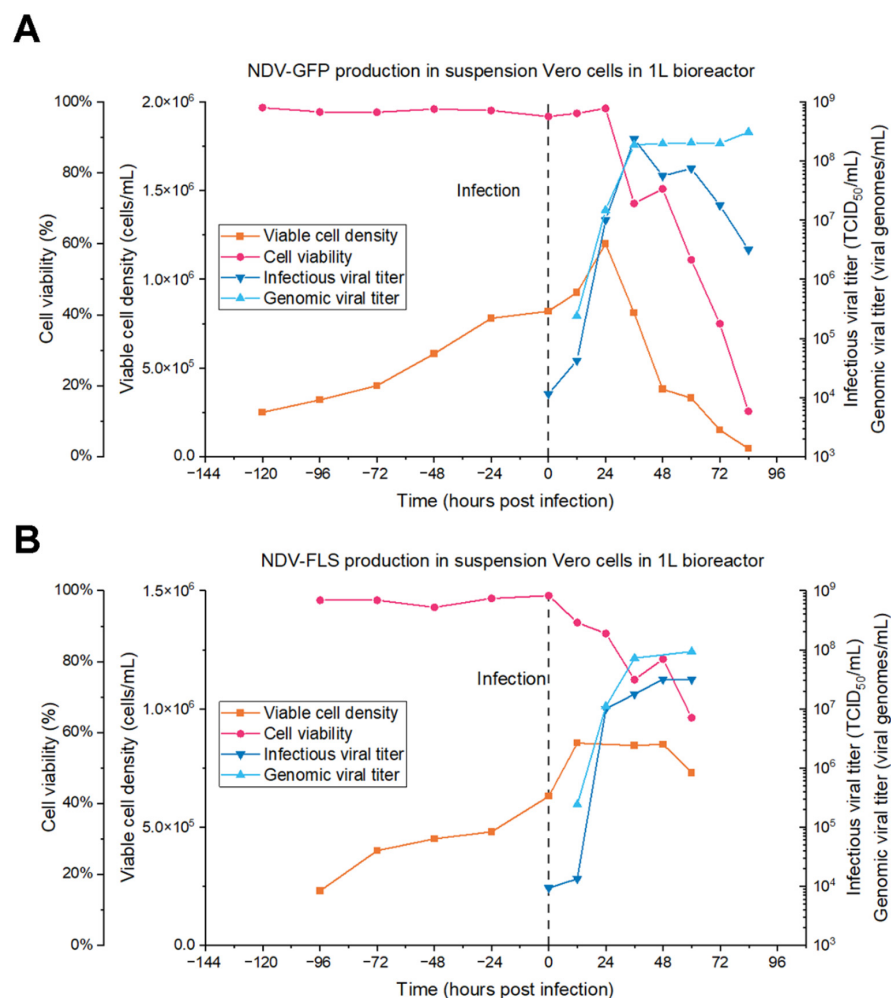 A
NDV-GFP production in suspension Vero cells in 1L bioreactor
Cell viability (%)
100%
80%
60%
40%
20%
0%
Viable cell density (cells/mL)
2.0×10⁶
1.5×10⁶
1.0×10⁶
5.0×10⁵
0.0
Infection
Viable cell density
Cell viability
Infectious viral titer
Genomic viral titer
10⁹
10⁸
10⁷
10⁶
10⁵
10⁴
10³
Infectious viral titer (TCID₅₀/mL)
Genomic viral titer (viral genomes/mL)
−144 −120 −96 −72 −48 −24 0 24 48 72 96
Time (hours post infection)
B
NDV-FLS production in suspension Vero cells in 1L bioreactor
Cell viability (%)
100%
80%
60%
40%
20%
0%
Viable cell density (cells/mL)
1.5×10⁶
1.0×10⁶
5.0×10⁵
0.0
Infection
Viable cell density
Cell viability
Infectious viral titer
Genomic viral titer
10⁹
10⁸
10⁷
10⁶
10⁵
10⁴
10³
Infectious viral titer (TCID₅₀/mL)
Genomic viral titer (viral genomes/mL)
−144 −120 −96 −72 −48 −24 0 24 48 72 96
Time (hours post infection)